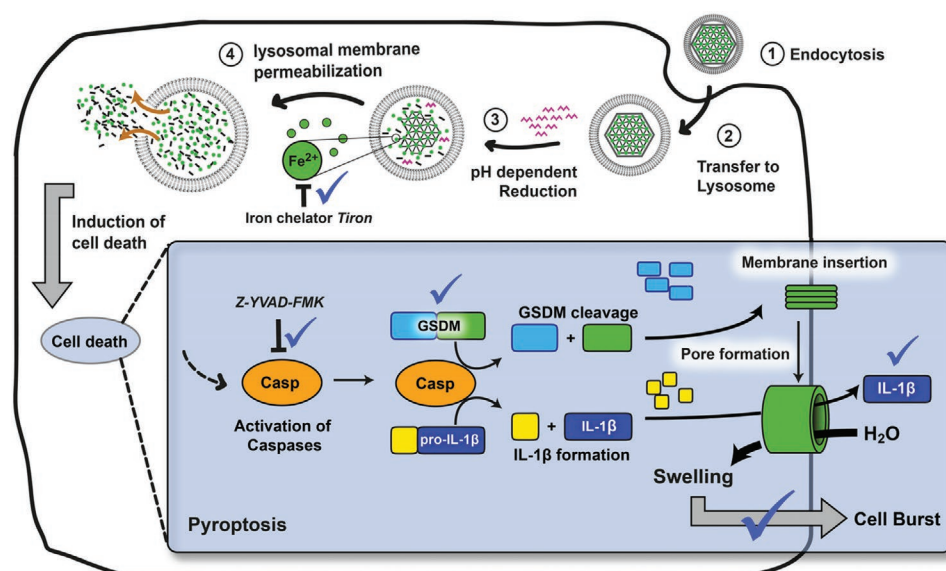 1 Endocytosis
2
Transfer to
Lysosome
3
pH dependent
Reduction
4 lysosomal membrane
permeabilization
Fe²⁺
Iron chelator Tiron
Induction of
cell death
Cell death
Z-YVAD-FMK
Casp
Activation of
Caspases
GSDM
Casp
pro-IL-1β
GSDM cleavage
+
+
IL-1β
IL-1β formation
Membrane insertion
Pore formation
IL-1β
H₂O
Swelling
Cell Burst
Pyroptosis